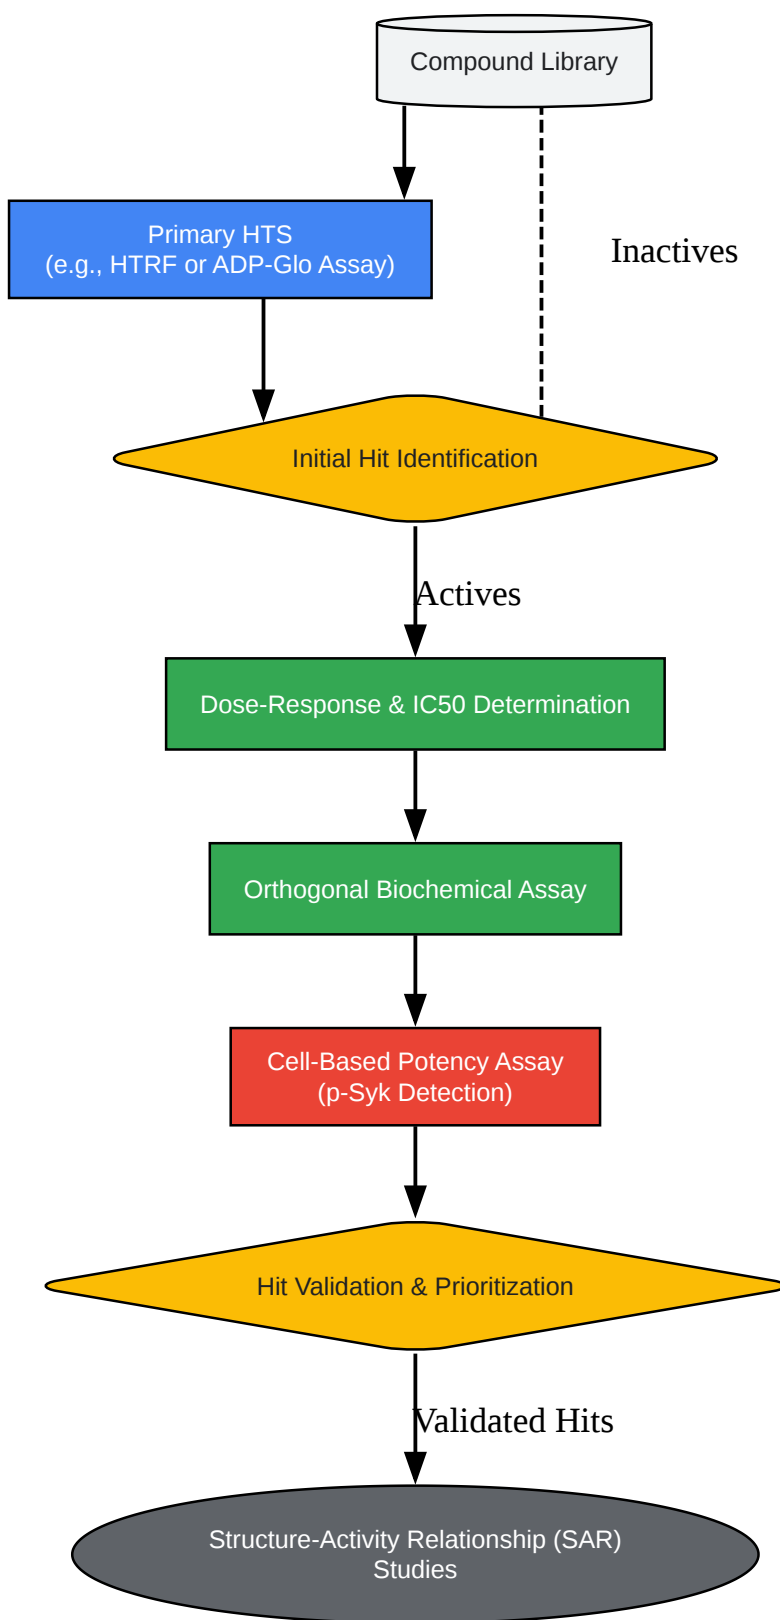 Compound Library
Primary HTS
(e.g., HTRF or ADP-Glo Assay)
Inactives
Initial Hit Identification
Actives
Dose-Response & IC50 Determination
Orthogonal Biochemical Assay
Cell-Based Potency Assay
(p-Syk Detection)
Hit Validation & Prioritization
Validated Hits
Structure-Activity Relationship (SAR)
Studies